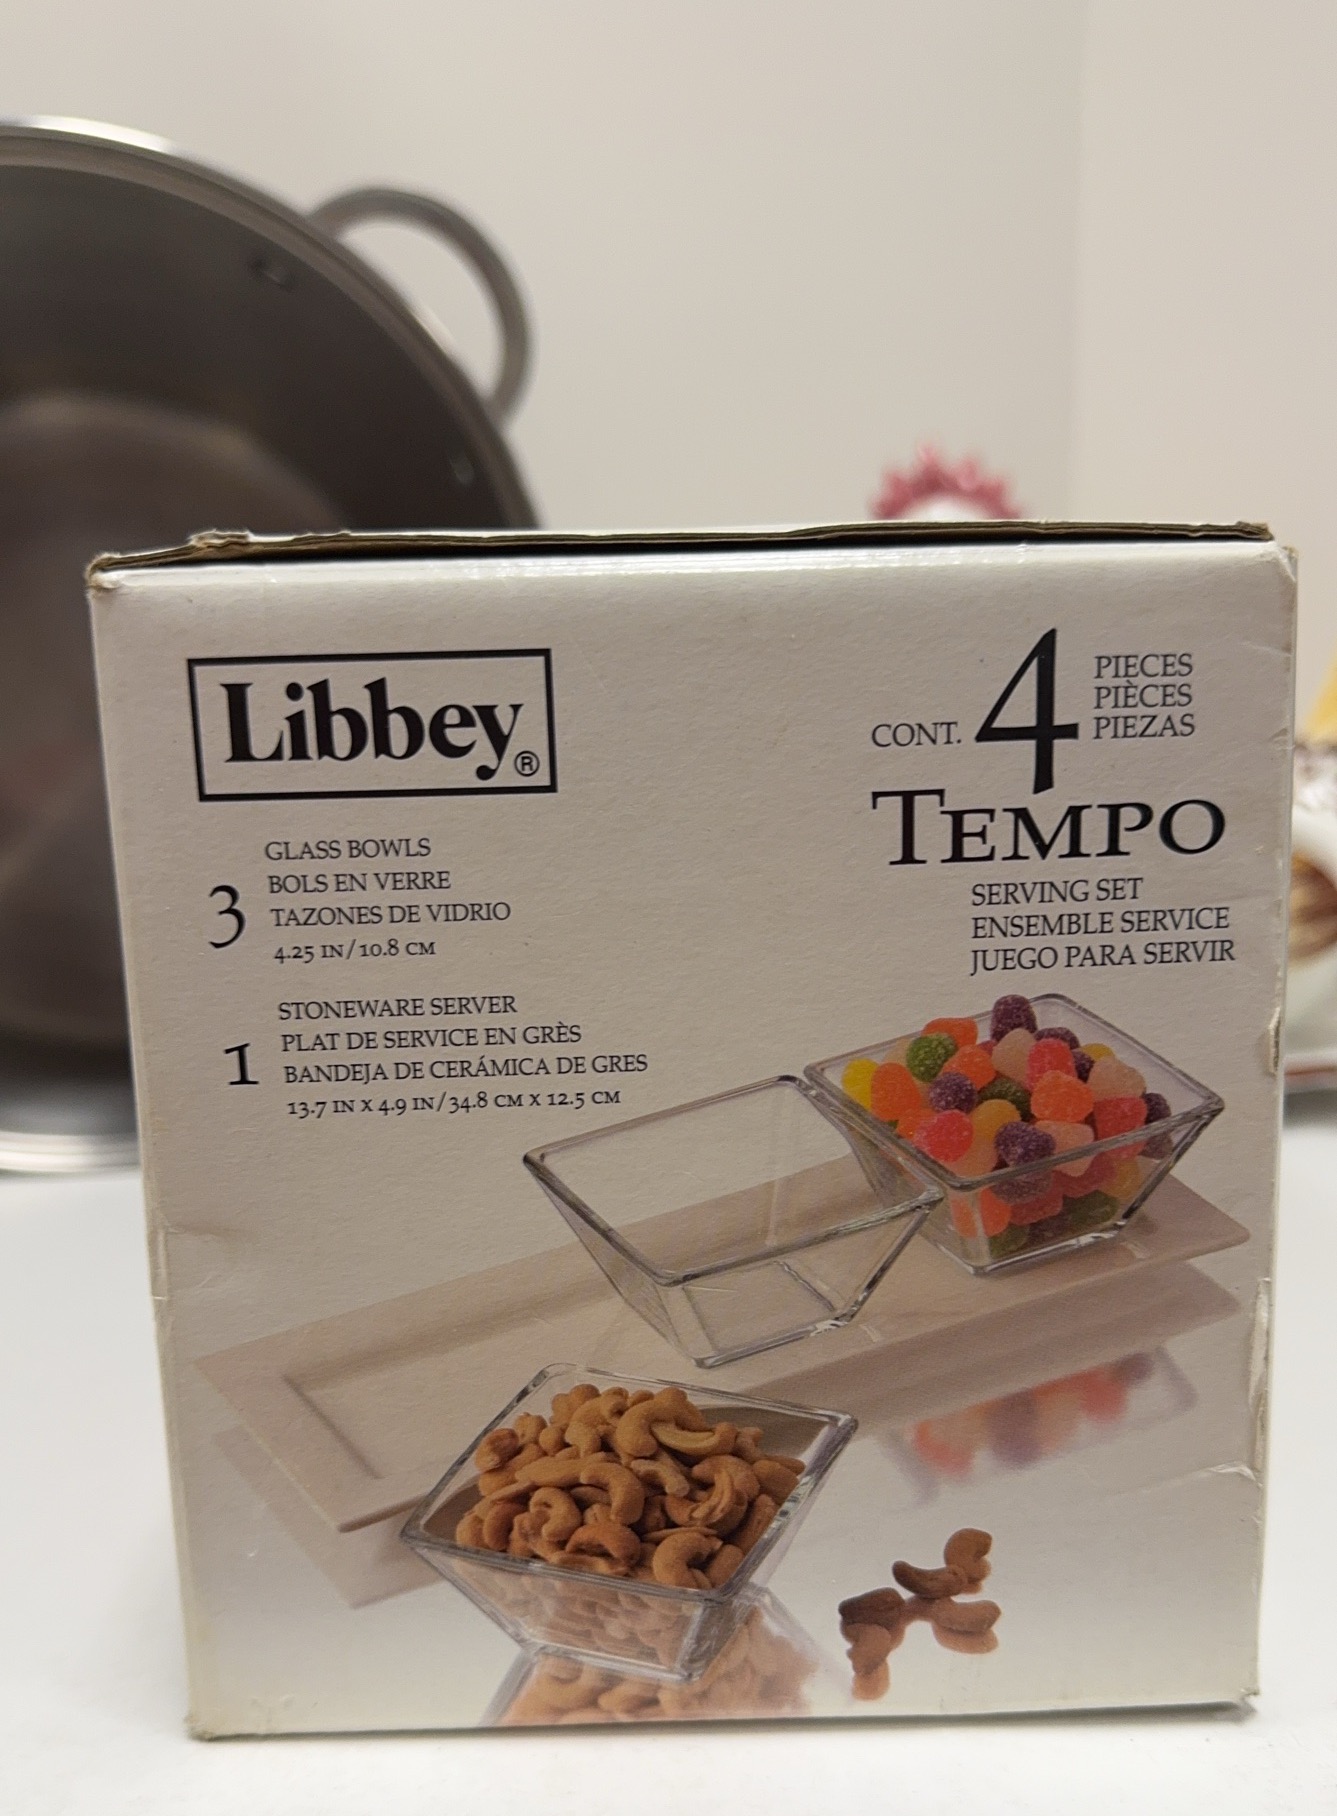 Libbey®
CONT. 4 PIECES
PIÈCES
PIEZAS
TEMPO
SERVING SET
ENSEMBLE SERVICE
JUEGO PARA SERVIR
3 GLASS BOWLS
BOLS EN VERRE
TAZONES DE VIDRIO
4.25 IN/10.8 CM
1 STONEWARE SERVER
PLAT DE SERVICE EN GRÈS
BANDEJA DE CERÁMICA DE GRES
13.7 IN X 4.9 IN/34.8 CM X 12.5 CM